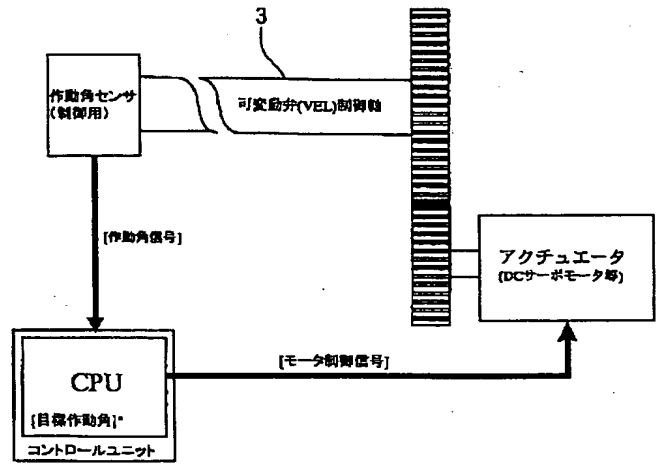 3
作動角センサ
(制御用)
可変動弁(VEL)制御軸
[作動角信号]
アクチュエータ
(DCサーボモータ等)
[モータ制御信号]
CPU
[目標作動角]*
コントロールユニット